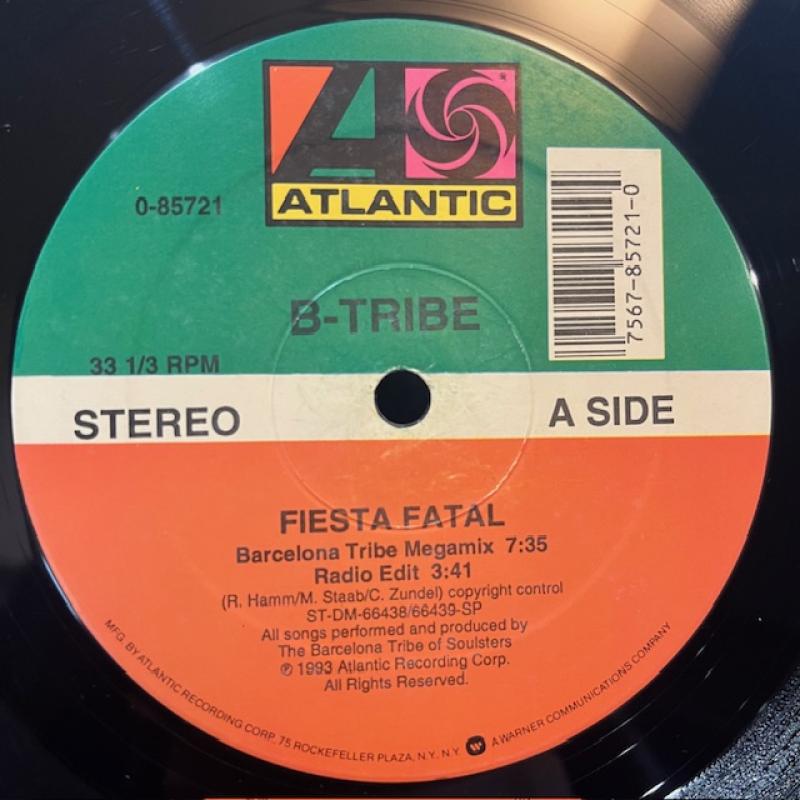 ATLANTIC
0-85721
7567-85721-0
B-TRIBE
33 1/3 RPM
STEREO
A SIDE
FIESTA FATAL
Barcelona Tribe Megamix 7:35
Radio Edit 3:41
(R. Hamm/M. Staab/C. Zundel) copyright control
ST-DM-66438/66439-SP
All songs performed and produced by
The Barcelona Tribe of Soulsters
℗ 1993 Atlantic Recording Corp.
All Rights Reserved.
MFG. BY ATLANTIC RECORDING CORP. 75 ROCKEFELLER PLAZA, N.Y. N.Y. A WARNER COMMUNICATIONS COMPANY